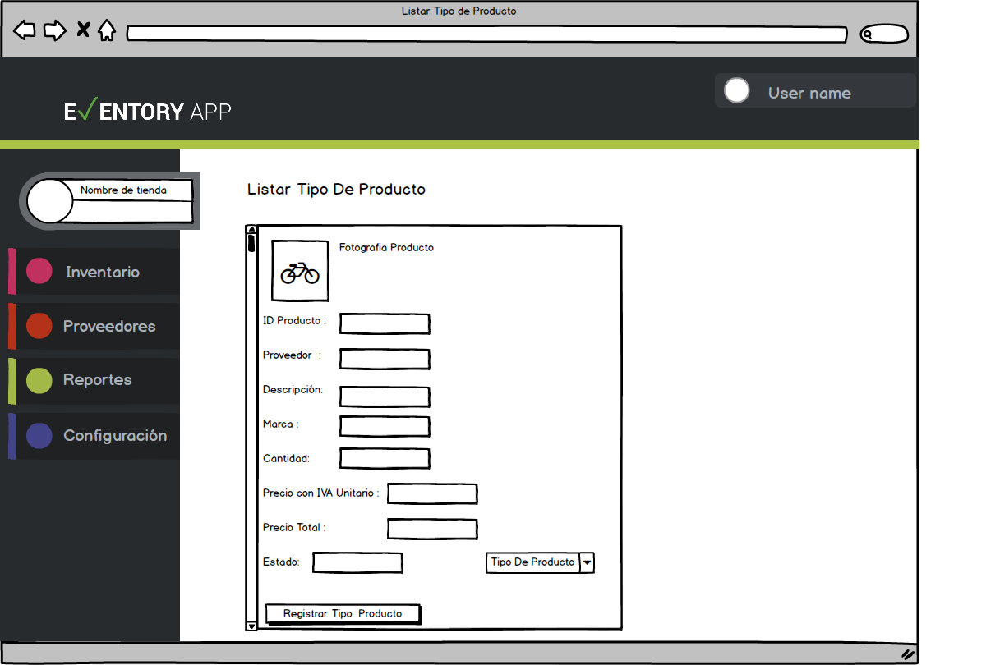 Listar Tipo de Producto
User name
E✓ENTORY APP
Nombre de tienda
Inventario
Proveedores
Reportes
Configuración
Listar Tipo De Producto
Fotografia Producto
ID Producto :
Proveedor :
Descripción:
Marca :
Cantidad:
Precio con IVA Unitario :
Precio Total :
Estado:
Tipo De Producto
Registrar Tipo Producto